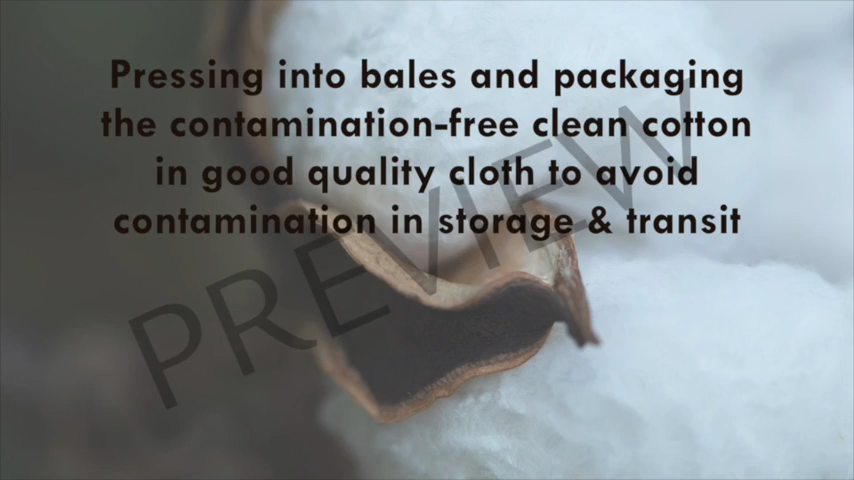 Pressing into bales and packaging
the contamination-free clean cotton
in good quality cloth to avoid
contamination in storage & transit
PREVIEW